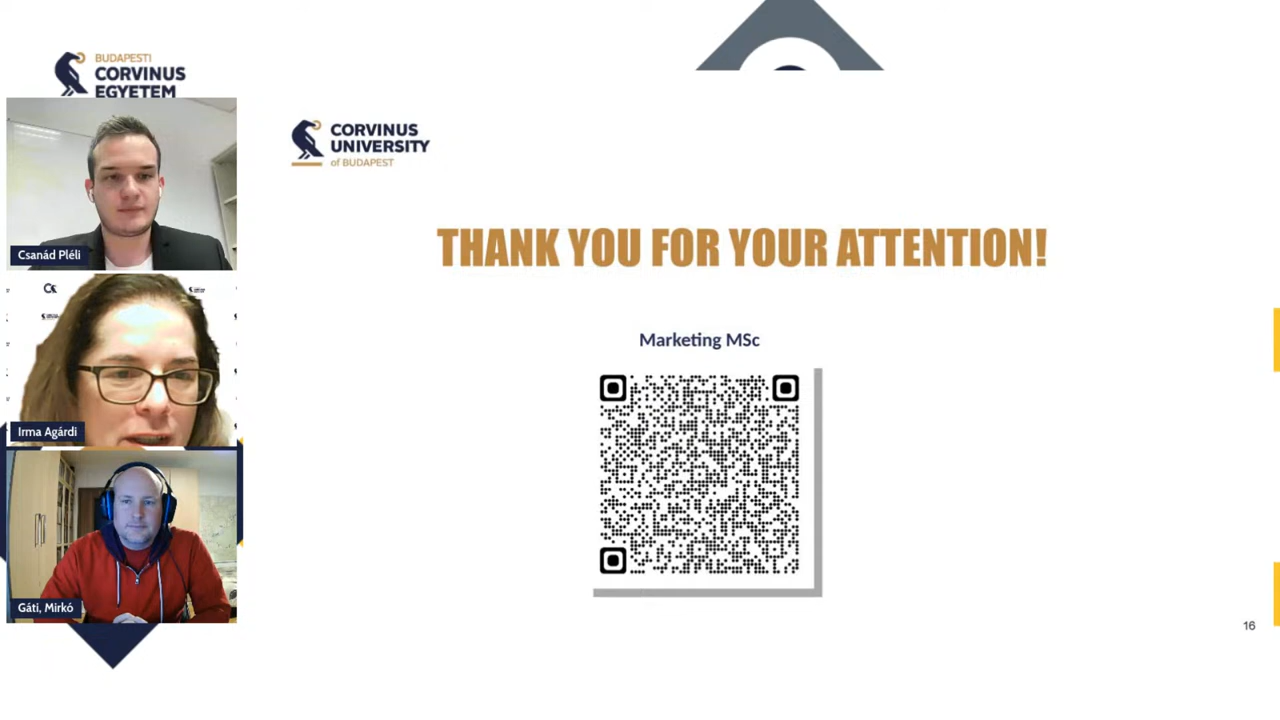 BUDAPESTI
CORVINUS
EGYETEM
CORVINUS
UNIVERSITY
of BUDAPEST
Csanád Pléli
THANK YOU FOR YOUR ATTENTION!
Marketing MSc
Irma Agárdi
Gáti, Mirkó
16